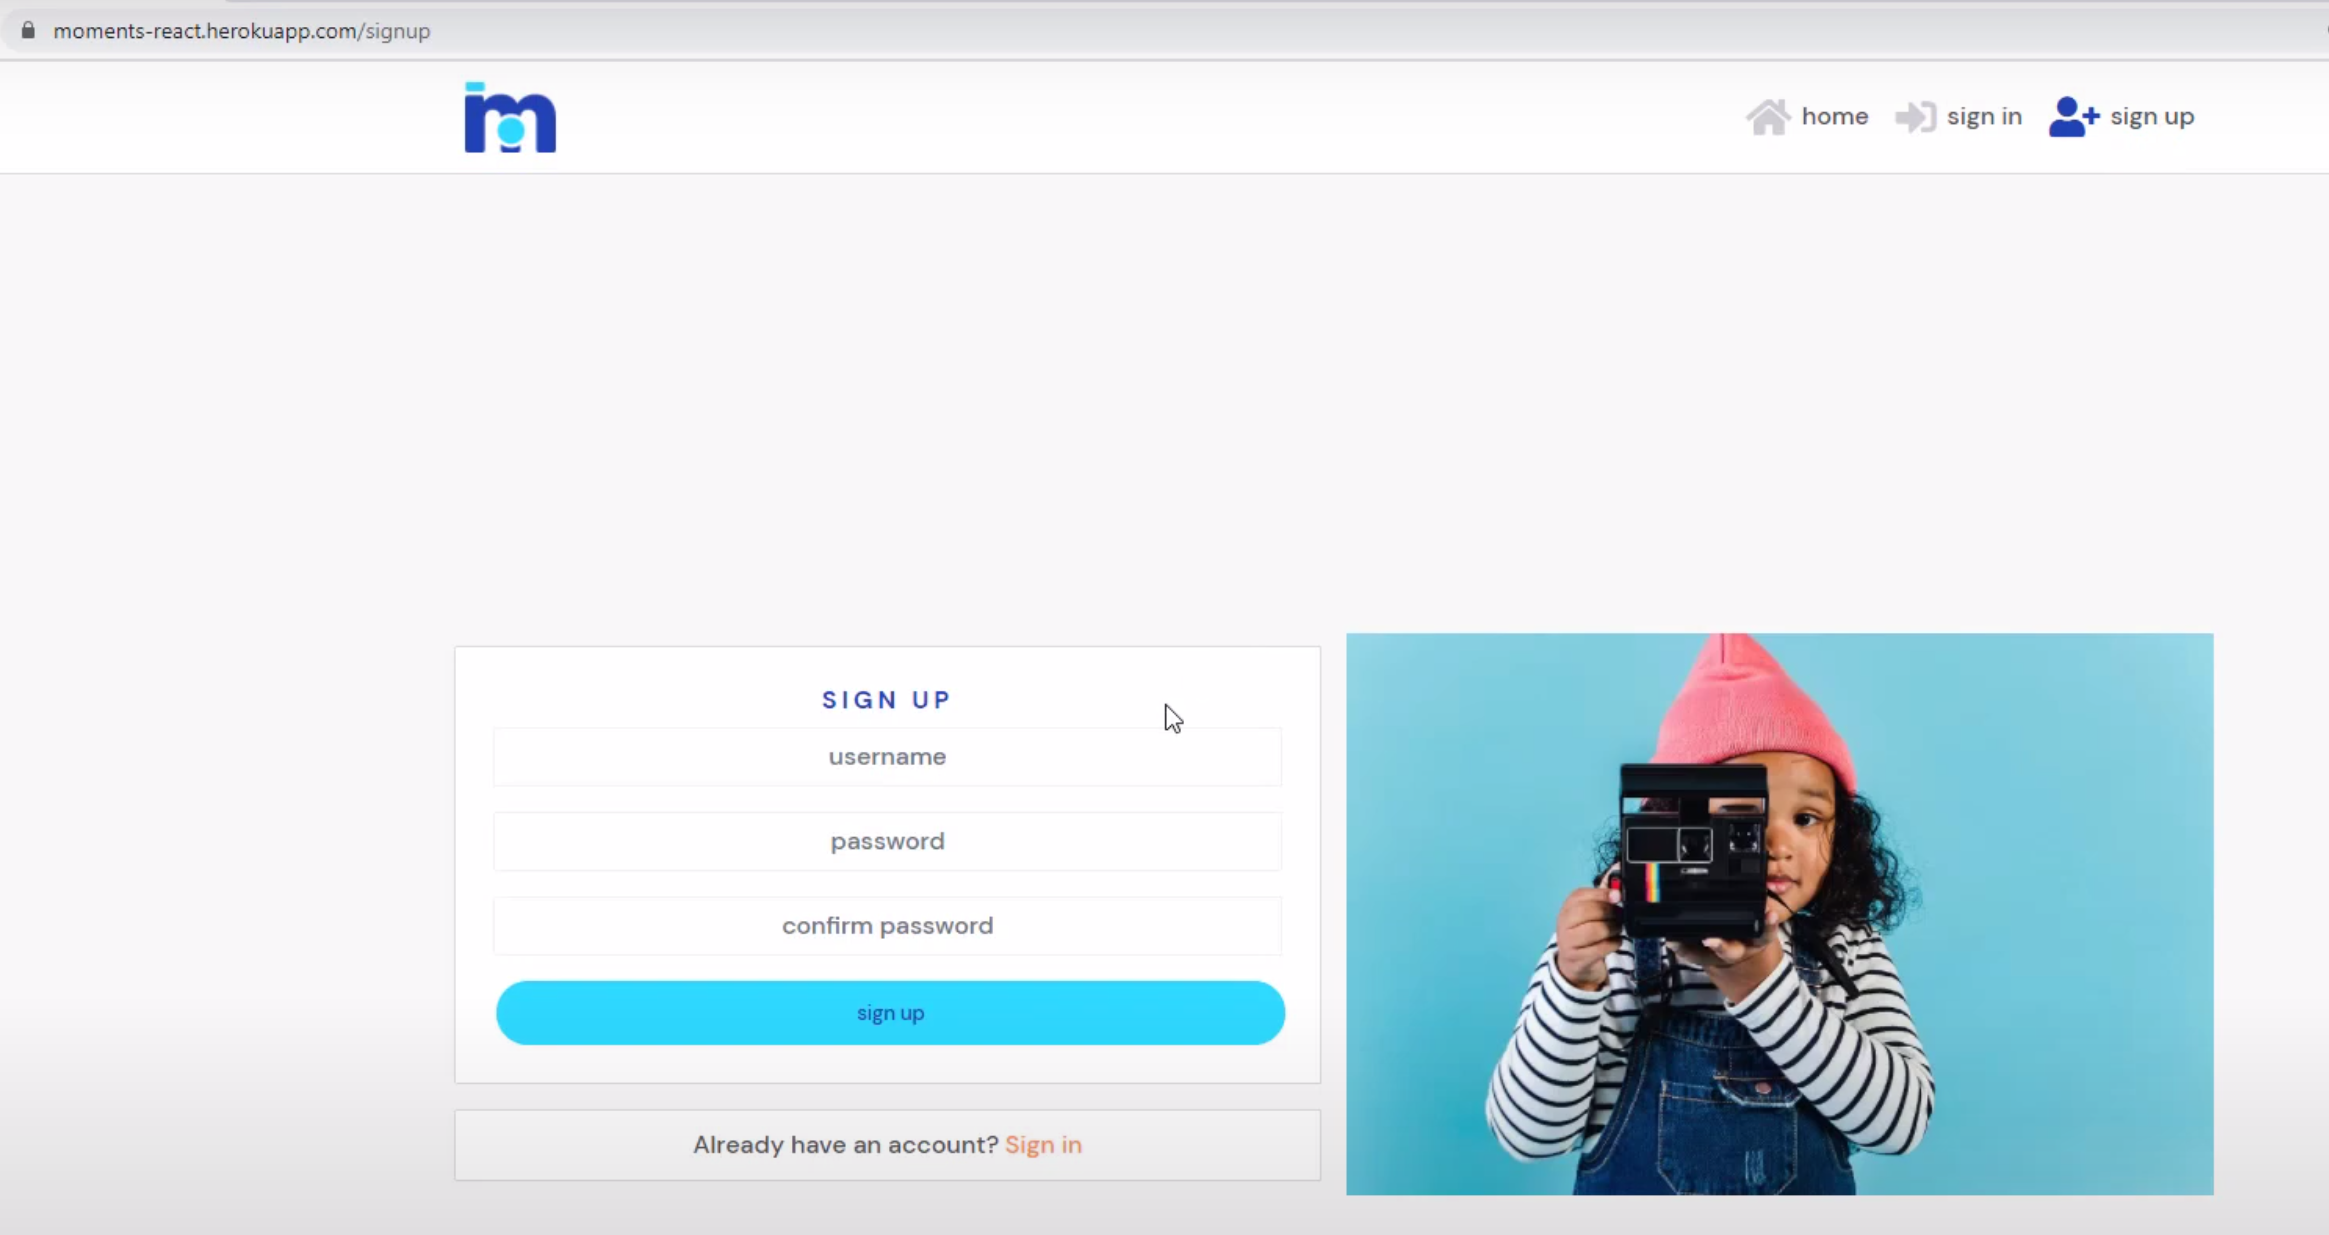 moments-react.herokuapp.com/signup
m
home sign in sign up
SIGN UP
username
password
confirm password
sign up
Already have an account? Sign in